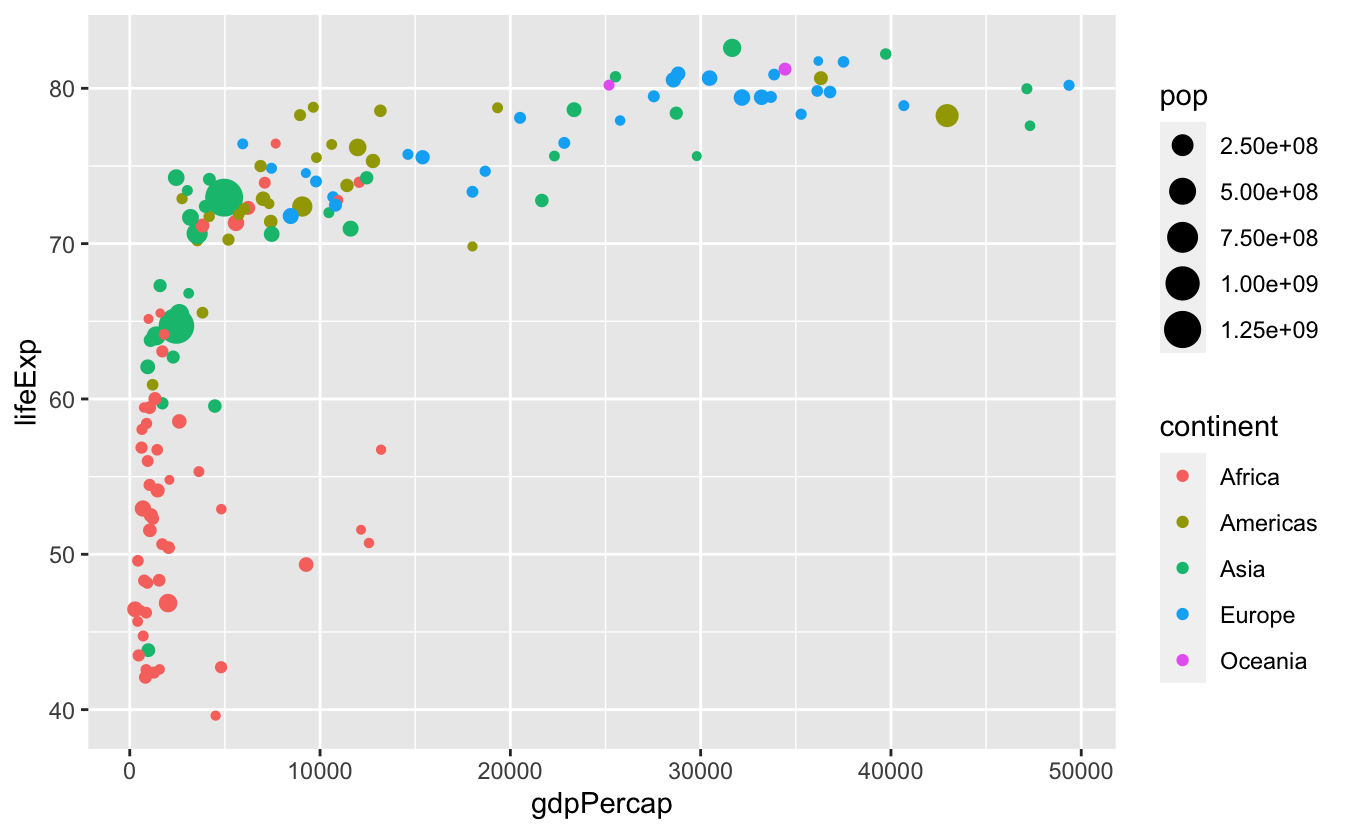 lifeExp
80
70
60
50
40
0 10000 20000 30000 40000 50000
gdpPercap
pop
2.50e+08
5.00e+08
7.50e+08
1.00e+09
1.25e+09
continent
Africa
Americas
Asia
Europe
Oceania